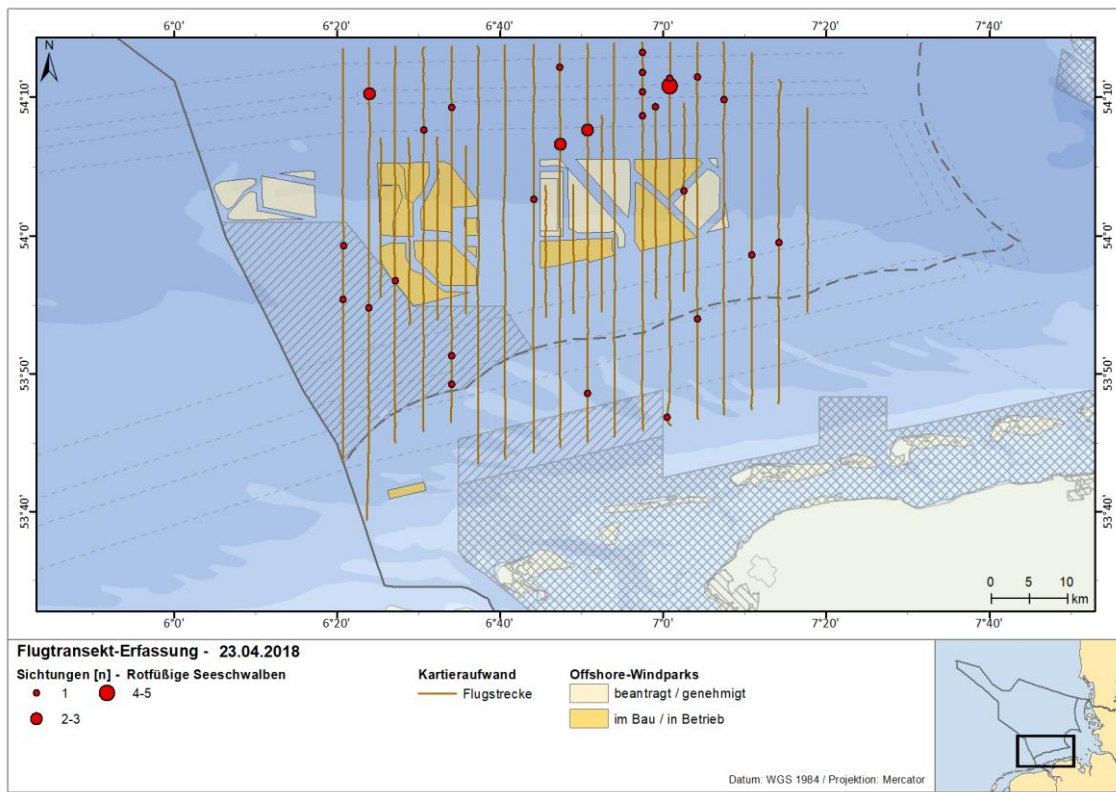 6°0' 6°20' 6°40' 7°0' 7°20' 7°40'
N
54°10' 54°10'
54°0' 54°0'
53°50' 53°50'
53°40' 53°40'
0 5 10
km
6°0' 6°20' 6°40' 7°0' 7°20' 7°40'
Flugtransekt-Erfassung - 23.04.2018
Sichtungen [n] - Rotfüßige Seeschwalben
1 4-5
2-3
Kartieraufwand
Flugstrecke
Offshore-Windparks
beantragt / genehmigt
im Bau / in Betrieb
Datum: WGS 1984 / Projektion: Mercator